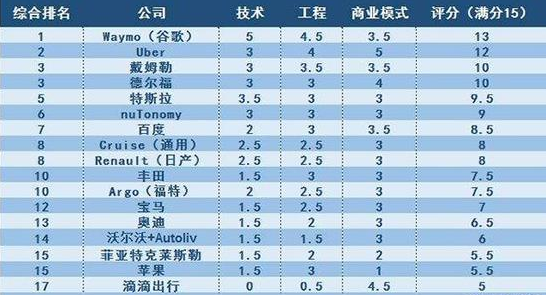 综合排名 公司 技术 工程 商业模式 评分（满分15）
1 Waymo（谷歌） 5 4.5 3.5 13
2 Uber 3 4 5 12
3 戴姆勒 3 3.5 3.5 10
3 德尔福 3 3 4 10
5 特斯拉 3.5 3 3 9.5
6 nuTonomy 3 3 3 9
7 百度 2 3 3.5 8.5
8 Cruise（通用） 2.5 2.5 3 8
8 Renault（日产） 2.5 2.5 3 8
10 丰田 1.5 3 3 7.5
10 Argo（福特） 2 2.5 3 7.5
12 宝马 1.5 2.5 3 7
13 奥迪 1.5 2 3 6.5
14 沃尔沃+Autoliv 1.5 1.5 3 6
15 菲亚特克莱斯勒 1.5 2 2 5.5
15 苹果 1.5 3 1 5.5
17 滴滴出行 0 0.5 4.5 5